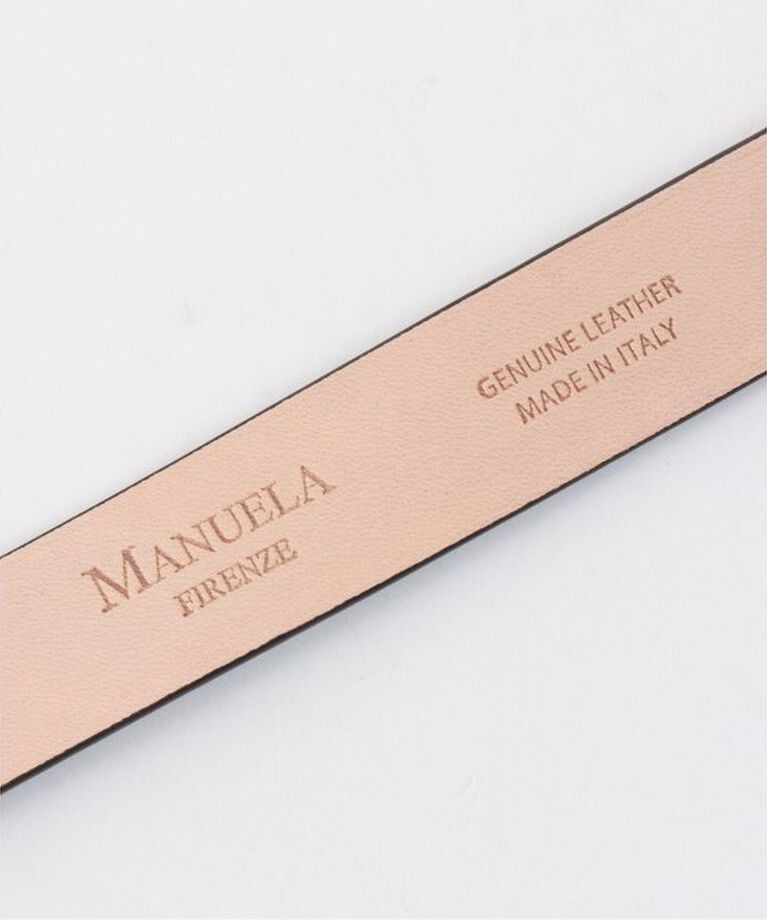 MANUELA
FIRENZE
GENUINE LEATHER
MADE IN ITALY